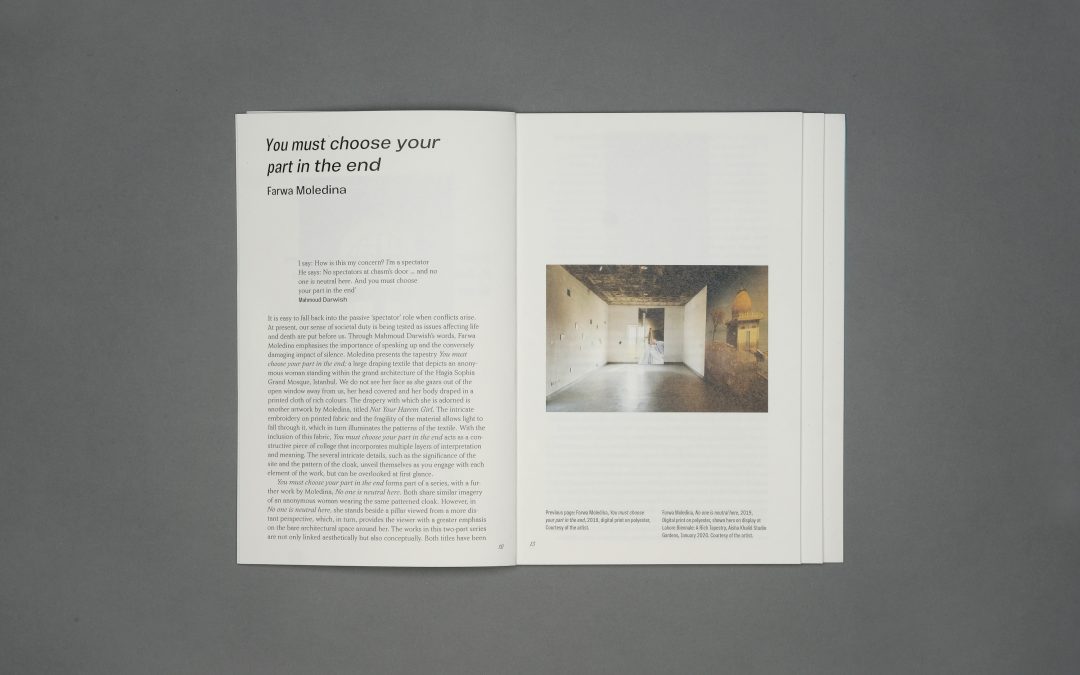 You must choose your
part in the end
Farwa Moledina
I say: How is this my concern? I'm a spectator
He says: No spectators at chasm's door ... and no
one is neutral here. And you must choose
your part in the end'
Mahmoud Darwish
It is easy to fall back into the passive 'spectator' role when conflicts arise.
At present, our sense of societal duty is being tested as issues affecting life
and death are put before us. Through Mahmoud Darwish's words, Farwa
Moledina emphasises the importance of speaking up and the conversely
damaging impact of silence. Moledina presents the tapestry You must
choose your part in the end; a large draping textile that depicts an anony-
mous woman standing within the grand architecture of the Hagia Sophia
Grand Mosque, Istanbul. We do not see her face as she gazes out of the
open window away from us, her head covered and her body draped in a
printed cloth of rich colours. The drapery with which she is adorned is
another artwork by Moledina, titled Not Your Harem Girl. The intricate
embroidery on printed fabric and the fragility of the material allows light to
fall through it, which in turn illuminates the patterns of the textile. With the
inclusion of this fabric, You must choose your part in the end acts as a con-
structive piece of collage that incorporates multiple layers of interpretation
and meaning. The several intricate details, such as the significance of the
site and the pattern of the cloak, unveil themselves as you engage with each
element of the work, but can be overlooked at first glance.
You must choose your part in the end forms part of a series, with a fur-
ther work by Moledina, No one is neutral here. Both share similar imagery
of an anonymous woman wearing the same patterned cloak. However, in
No one is neutral here, she stands beside a pillar viewed from a more dis-
tant perspective, which, in turn, provides the viewer with a greater emphasis
on the bare architectural space around her. The works in this two-part series
are not only linked aesthetically but also conceptually. Both titles have been
Previous page: Farwa Moledina, You must choose
your part in the end, 2019, digital print on polyester,
Courtesy of the artist.
Farwa Moledina, No one is neutral here, 2019,
Digital print on polyester, shown here on display at
Lahore Biennale: A Rich Tapestry, Aisha Khalid Studio
Gardens, January 2020. Courtesy of the artist.
13